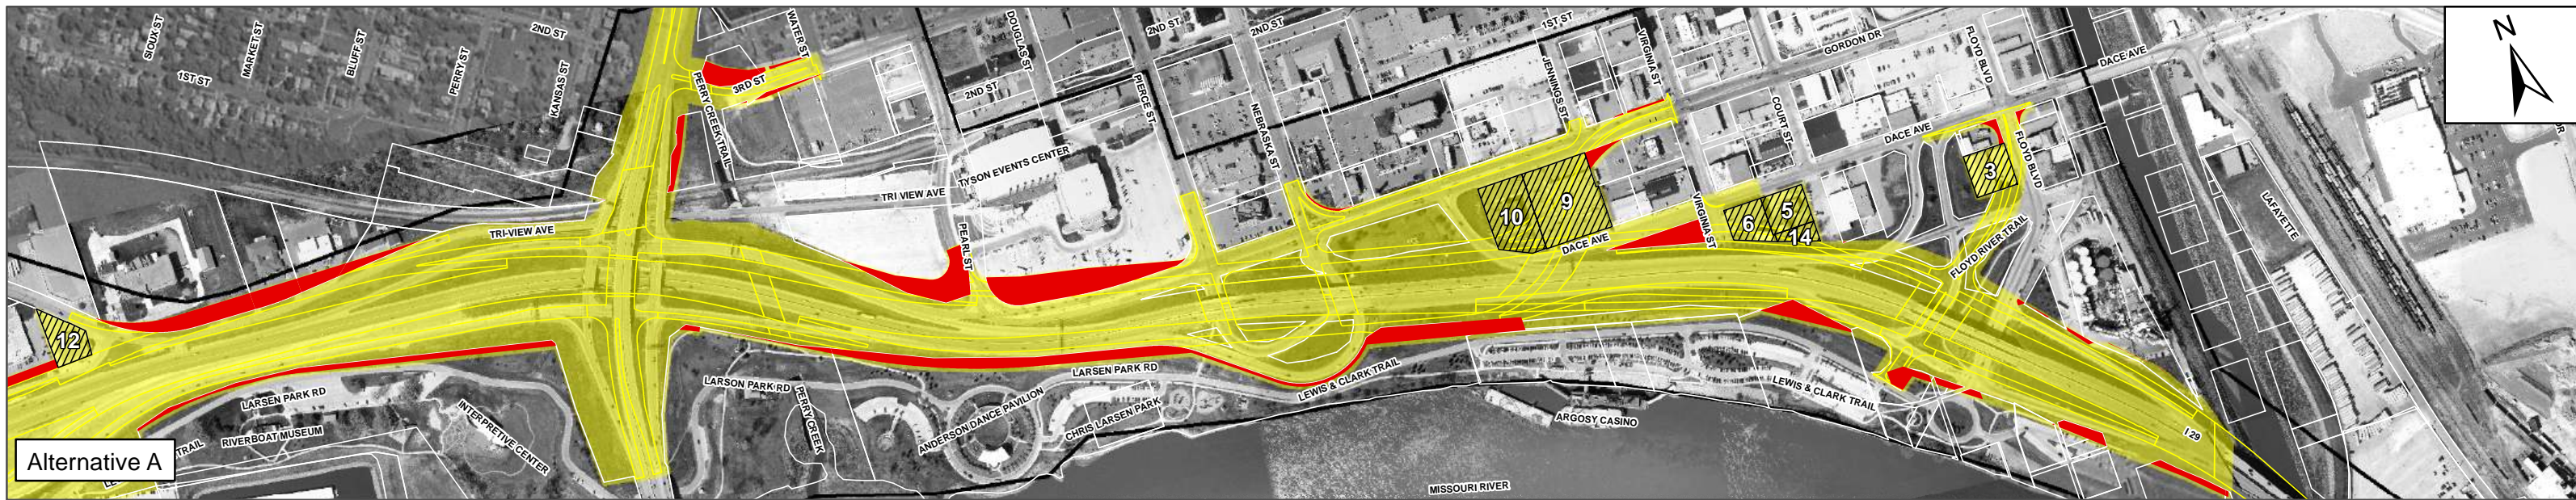 SIOUX ST
MARKET ST
BLUFF ST
PERRY ST
KANSAS ST
2ND ST
1ST ST
WATER ST
3RD ST
PERRY CREEK TRAIL
DOUGLAS ST
2ND ST
PIERCE ST
2ND ST
2ND ST
1ST ST
NEBRASKA ST
JENNINGS ST
VIRGINIA ST
GORDON DR
COURT ST
FLOYD BLVD
DACE AVE
DACE AVE
N
TYSON EVENTS CENTER
TRI VIEW AVE
TRI-VIEW AVE
PEARL ST
10
9
DACE AVE
VIRGINIA ST
6
5
14
3
FLOYD BLVD
FLOYD RIVER TRAIL
LAFAYETTE
12
LARSEN PARK RD
RIVERBOAT MUSEUM
INTERPRETIVE CENTER
TRAIL
LARSON PARK RD
PERRY CREEK
ANDERSON DANCE PAVILION
CHRIS LARSEN PARK
LARSEN PARK RD
LEWIS & CLARK TRAIL
ARGOSY CASINO
LEWIS & CLARK TRAIL
MISSOURI RIVER
I 29
Alternative A